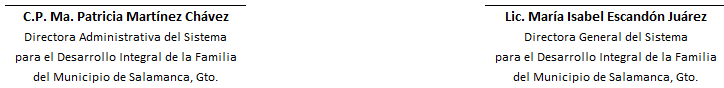 C.P. Ma. Patricia Martínez Chávez
Directora Administrativa del Sistema
para el Desarrollo Integral de la Familia
del Municipio de Salamanca, Gto.
Lic. María Isabel Escandón Juárez
Directora General del Sistema
para el Desarrollo Integral de la Familia
del Municipio de Salamanca, Gto.